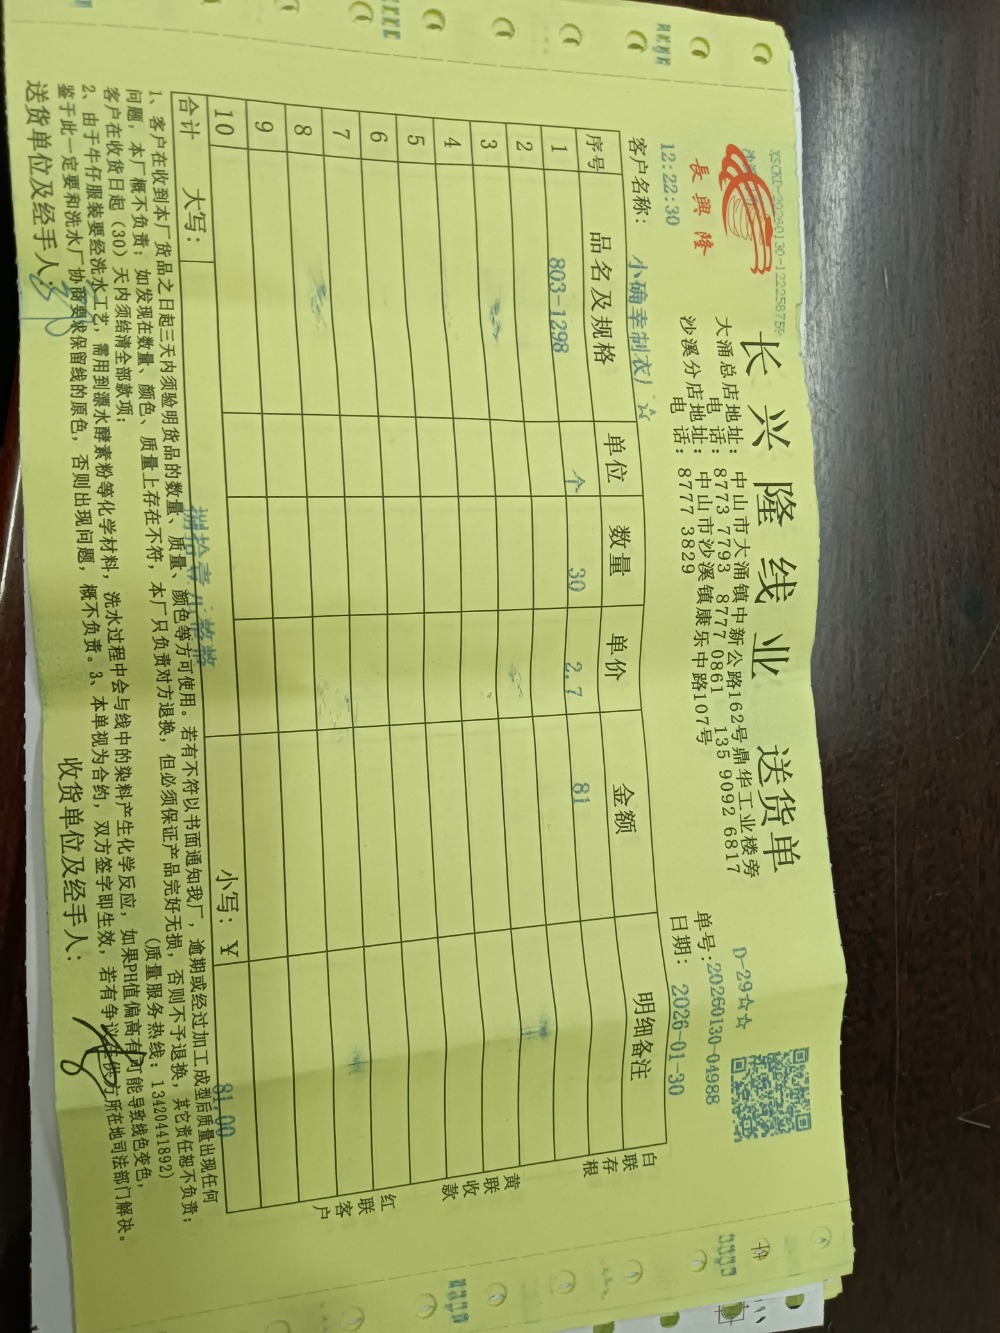 XSCKD-20260130-122258759
長興隆
长兴隆线业 送货单
大涌总店地址：中山市大涌镇中新公路162号鼎华工业楼旁
电 话：8773 7793 8777 0861 135 9092 6817
沙溪分店地址：中山市沙溪镇康乐中路107号
电 话：8777 3829
D-29☆☆
单号:20260130-04988
12:22:30
日期: 2026-01-30
客户名称： 小确幸制衣厂☆
序号 品名及规格 单位 数量 单价 金额 明细备注
1 803-1298 个 30 2.7 81
2
3
4
5
6
7
8
9
10
合计 大写： 捌拾壹元整 小写：￥ 81.00
白联存根
黄联收款
红联客户
1、客户在收到本厂货品之日起三天内须验明货品的数量、质量、颜色等方可使用。若有不符以书面通知我厂，逾期或经过加工成型后质量出现任何
问题，本厂概不负责；如发现在数量、颜色、质量上存在不符，本厂只负责对方退换，但必须保证产品完好无损，否则不予退换，其它责任恕不负责；
客户在收货日起（30）天内须结清全部款项； (质量服务热线：13420441892)
2、由于牛仔服装要经洗水工艺，需用到漂水酵素粉等化学材料，洗水过程中会与线中的染料产生化学反应，如果PH值偏高有可能导致线色变色，
鉴于此一定要和洗水厂协商要求保留线的原色，否则出现问题，概不负责。3、本单视为合约，双方签字即生效，若有争议在供方所在地司法部门解决。
送货单位及经手人： 收货单位及经手人：